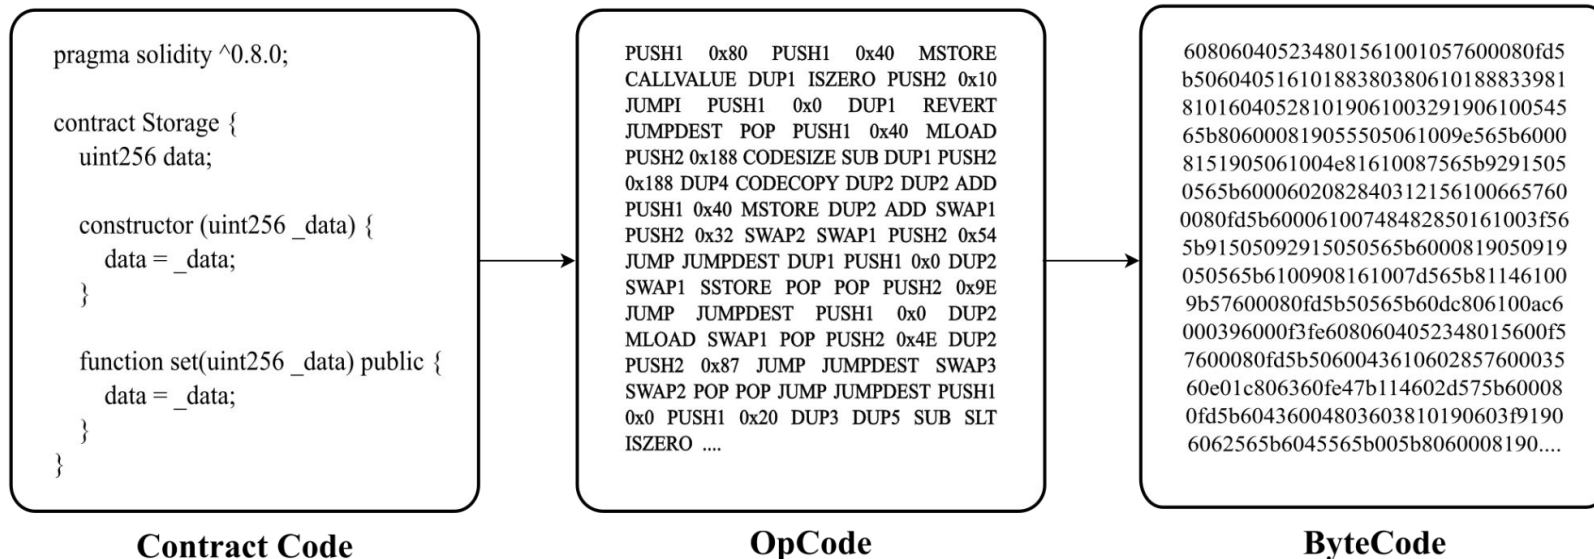 pragma solidity ^0.8.0;
contract Storage {
uint256 data;
constructor (uint256 _data) {
data = _data;
}
function set(uint256 _data) public {
data = _data;
}
}
Contract Code
PUSH1 0x80 PUSH1 0x40 MSTORE
CALLVALUE DUP1 ISZERO PUSH2 0x10
JUMPI PUSH1 0x0 DUP1 REVERT
JUMPDEST POP PUSH1 0x40 MLOAD
PUSH2 0x188 CODESIZE SUB DUP1 PUSH2
0x188 DUP4 CODECOPY DUP2 DUP2 ADD
PUSH1 0x40 MSTORE DUP2 ADD SWAP1
PUSH2 0x32 SWAP2 SWAP1 PUSH2 0x54
JUMP JUMPDEST DUP1 PUSH1 0x0 DUP2
SWAP1 SSTORE POP POP PUSH2 0x9E
JUMP JUMPDEST PUSH1 0x0 DUP2
MLOAD SWAP1 POP PUSH2 0x4E DUP2
PUSH2 0x87 JUMP JUMPDEST SWAP3
SWAP2 POP POP JUMP JUMPDEST PUSH1
0x0 PUSH1 0x20 DUP3 DUP5 SUB SLT
ISZERO ....
OpCode
608060405234801561001057600080fd5
b50604051610188380380610188833981
810160405281019061003291906100545
65b806000819055505061009e565b6000
8151905061004e81610087565b9291505
0565b6000602082840312156100665760
0080fd5b60006100748482850161003f56
5b91505092915050565b6000819050919
050565b6100908161007d565b81146100
9b57600080fd5b50565b60dc806100ac6
000396000f3fe6080604052348015600f5
7600080fd5b5060043610602857600035
60e01c806360fe47b114602d575b60008
0fd5b60436004803603810190603f9190
6062565b6045565b005b8060008190....
ByteCode